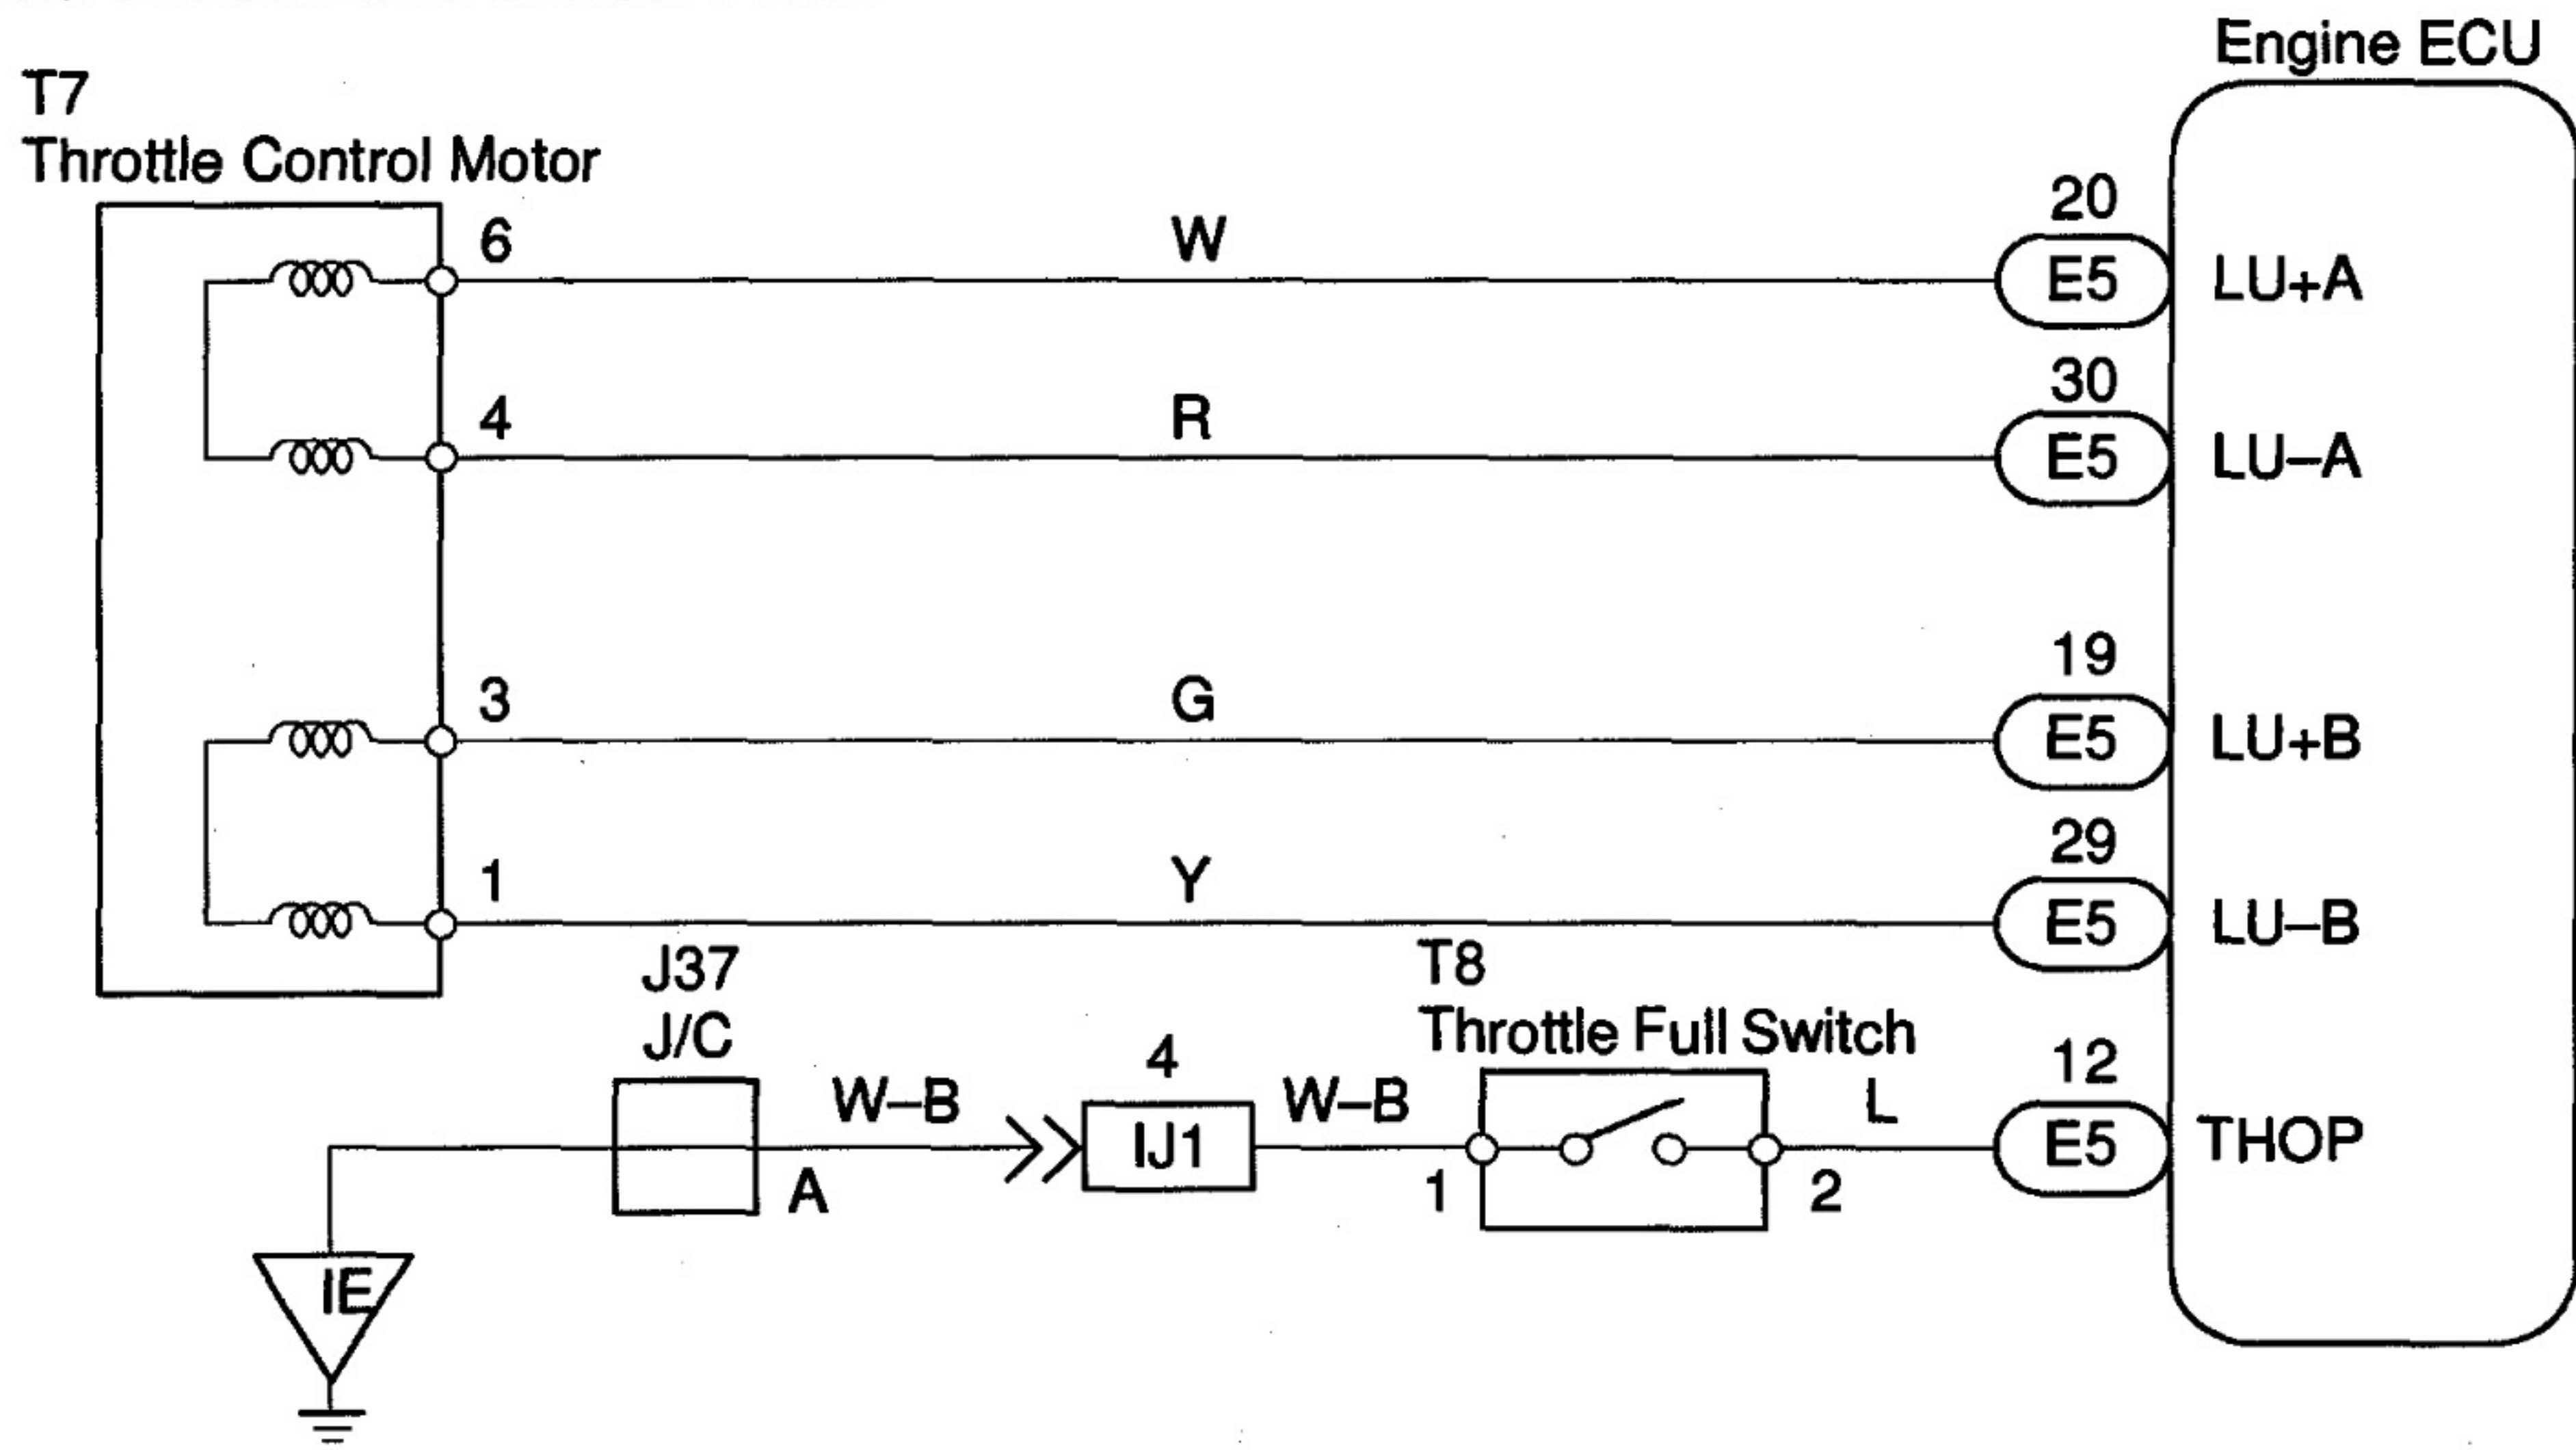 Engine ECU
T7
Throttle Control Motor
6 W 20
E5 LU+A
4 R 30
E5 LU–A
3 G 19
E5 LU+B
1 Y 29
E5 LU–B
J37
J/C
T8
Throttle Full Switch
W–B 4 W–B L 12
IJ1 E5 THOP
A 1 2
IE